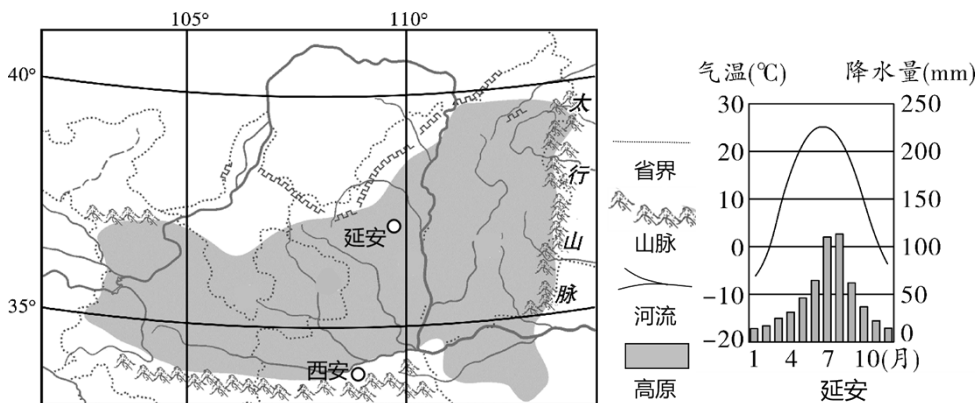 105° 110°
40°
35°
太
行
山
脉
延安
西安
省界
山脉
河流
高原
气温(℃) 降水量(mm)
30 250
20 200
10 150
0 100
-10 50
-20 0
1 4 7 10(月)
延安